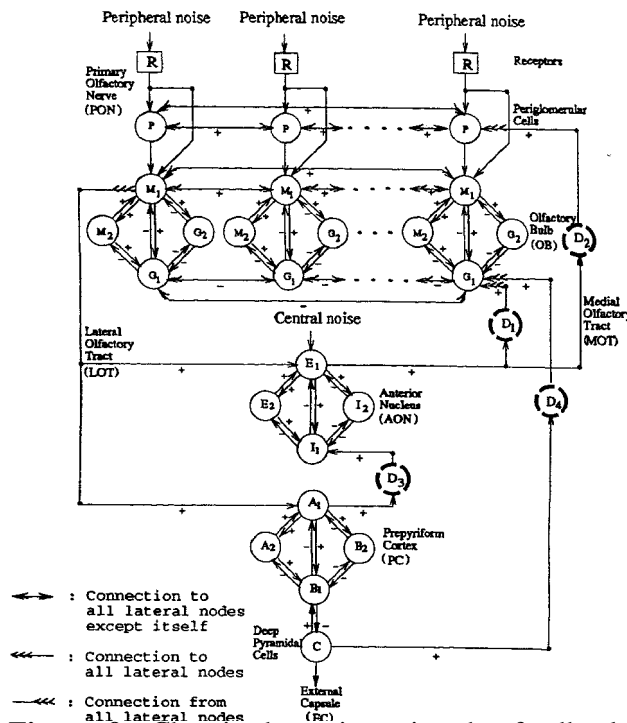 Peripheral noise
Peripheral noise
Peripheral noise
R
R
R
Receptors
Primary
Olfactory
Nerve
(PON)
Periglomerular
Cells
P
P
P
M1
M1
M1
M2
G2
M2
G2
M2
G2
Olfactory
Bulb
(OB)
D2
G1
G1
G1
Central noise
D1
Lateral
Olfactory
Tract
(LOT)
Medial
Olfactory
Tract
(MOT)
E1
E2
I2
Anterior
Nucleus
(AON)
D4
I1
D3
A1
A2
B2
Prepyriform
Cortex
(PC)
B1
: Connection to
all lateral nodes
except itself
Deep
Pyramidal
Cells
C
: Connection to
all lateral nodes
External
Capsule
(EC)
: Connection from
all lateral nodes